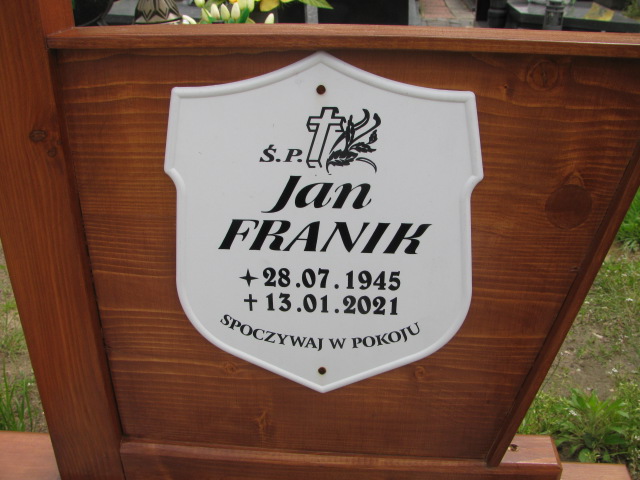 Ś.P.
Jan
FRANIK
✦28.07.1945
✝13.01.2021
SPOCZYWAJ W POKOJU